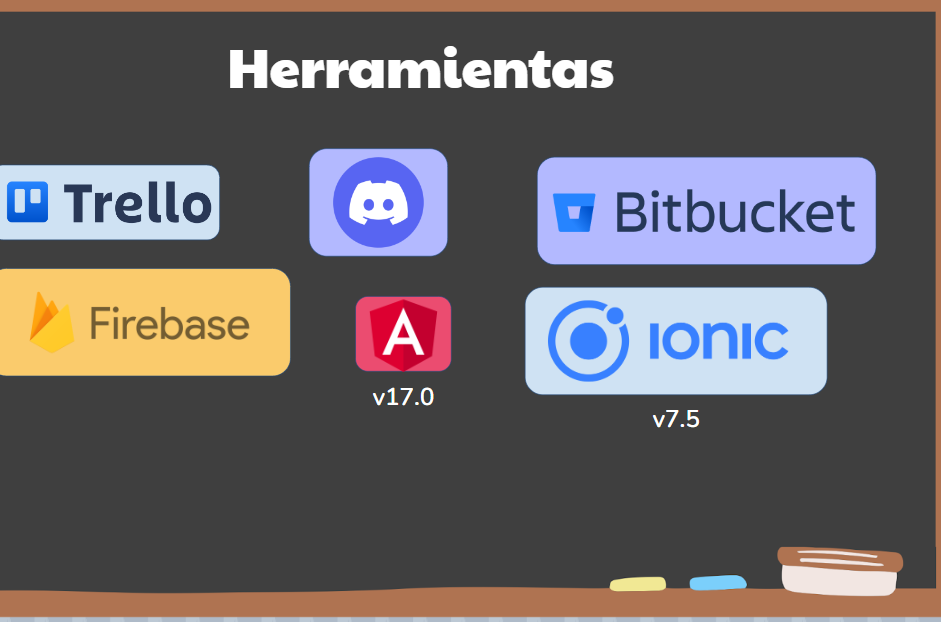 Herramientas
Trello
Bitbucket
Firebase
A
IONIC
v17.0
v7.5